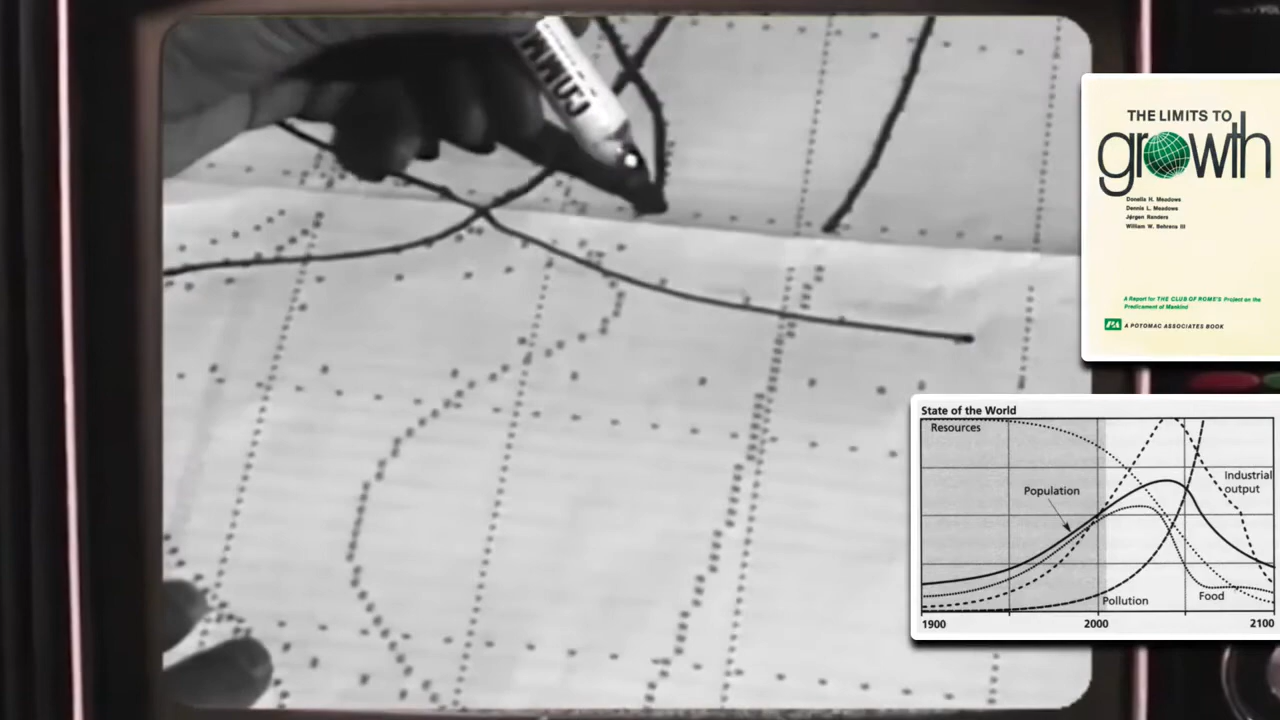 THE LIMITS TO
growth
Donella H. Meadows
Dennis L. Meadows
Jørgen Randers
William W. Behrens III
A Report for THE CLUB OF ROME'S Project on the
Predicament of Mankind
PA A POTOMAC ASSOCIATES BOOK
State of the World
Resources
Population
Industrial
output
Pollution
Food
1900
2000
2100